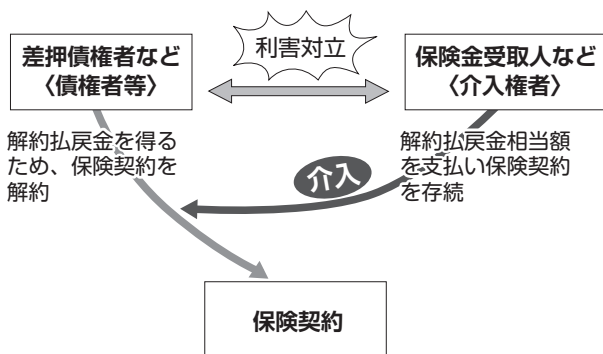 差押債権者など
〈債権者等〉
利害対立
保険金受取人など
〈介入権者〉
解約払戻金を得る
ため、保険契約を
解約
解約払戻金相当額
を支払い保険契約
を存続
介入
保険契約